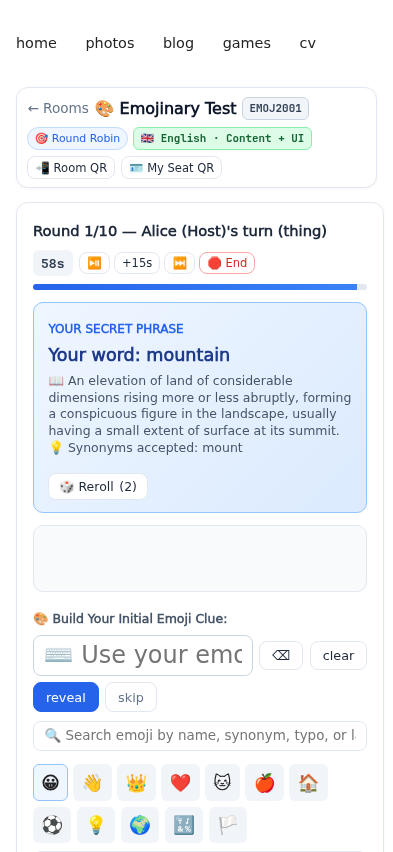 home photos blog games cv
← Rooms 🎨 Emojinary Test EMOJ2001
🎯 Round Robin 🇬🇧 English · Content + UI
📲 Room QR 🪪 My Seat QR
Round 1/10 — Alice (Host)'s turn (thing)
58s ⏯️ +15s ⏩ 🛑 End
YOUR SECRET PHRASE
Your word: mountain
📖 An elevation of land of considerable
dimensions rising more or less abruptly, forming
a conspicuous figure in the landscape, usually
having a small extent of surface at its summit.
💡 Synonyms accepted: mount
🎲 Reroll (2)
🎨 Build Your Initial Emoji Clue:
⌨️ Use your emo ⌫ clear
reveal skip
🔍 Search emoji by name, synonym, typo, or l